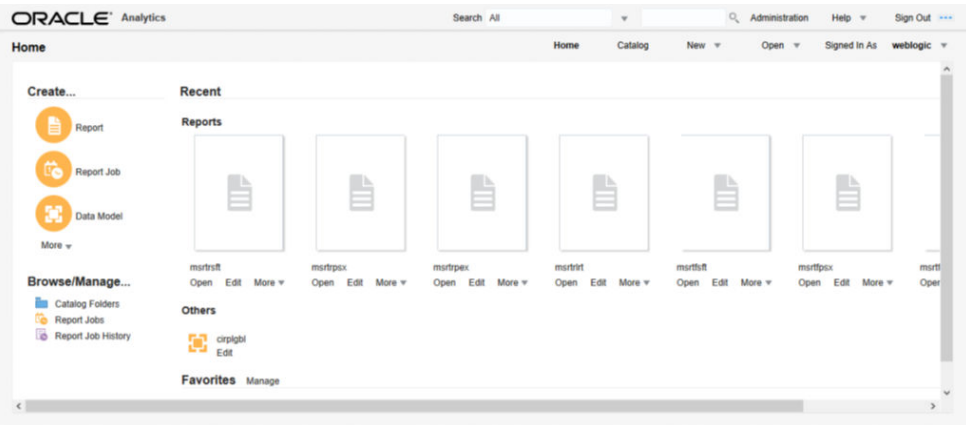 ORACLE Analytics Search All Administration Help Sign Out
Home Home Catalog New Open Signed In As weblogic
Create...
Report
Report Job
Data Model
More
Browse/Manage...
Catalog Folders
Report Jobs
Report Job History
Recent
Reports
msrtrsft msrtrpsx msrtrpex msrtrirt msrtfsft msrtfpsx
Open Edit More Open Edit More Open Edit More Open Edit More Open Edit More Open Edit More Open
Others
cirplgbl
Edit
Favorites Manage